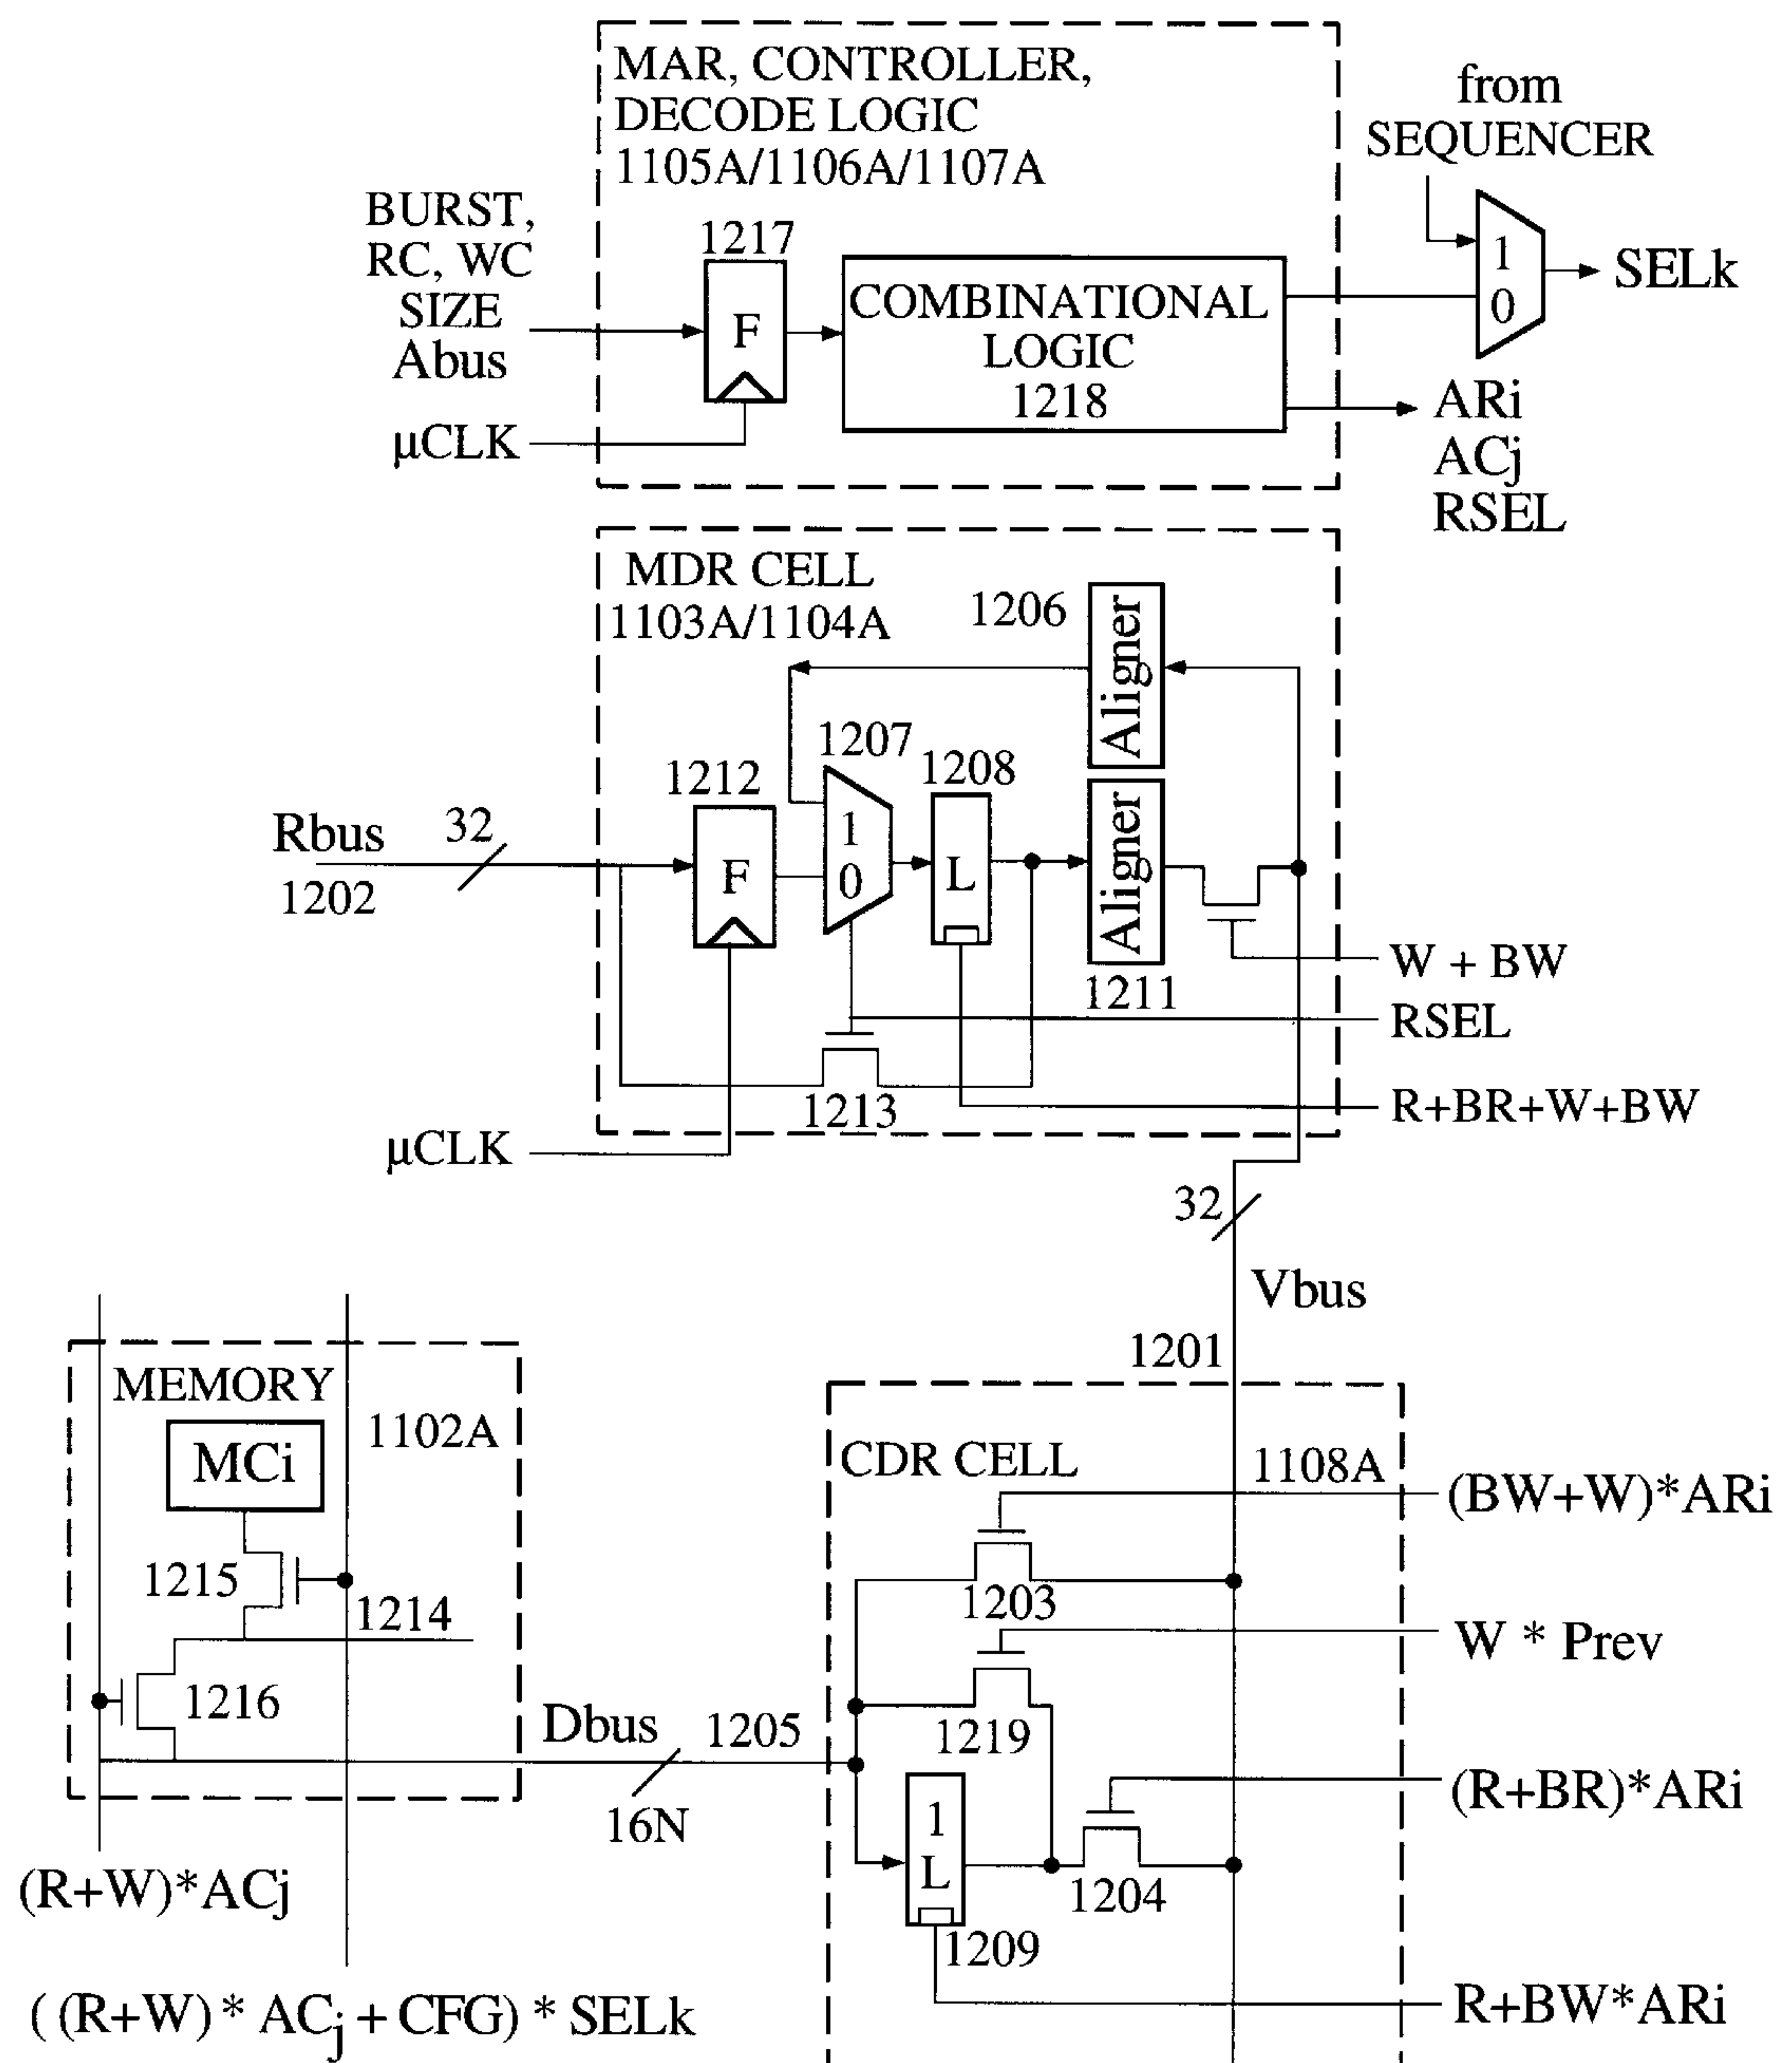 MAR, CONTROLLER,
DECODE LOGIC
1105A/1106A/1107A
from
SEQUENCER
BURST,
RC, WC
SIZE
Abus
1217
F
COMBINATIONAL
LOGIC
1218
1
0
SELk
µCLK
ARi
ACj
RSEL
MDR CELL
1103A/1104A
1206
Aligner
1207
1208
1212
Rbus
32
1202
F
1
0
L
Aligner
1211
W + BW
RSEL
1213
R+BR+W+BW
µCLK
32
Vbus
1201
MEMORY
1102A
MCi
1215
1214
1216
Dbus
1205
16N
(R+W)*ACj
((R+W) * ACj + CFG) * SELk
CDR CELL
1108A
(BW+W)*ARi
1203
W * Prev
1219
(R+BR)*ARi
1
L
1204
1209
R+BW*ARi